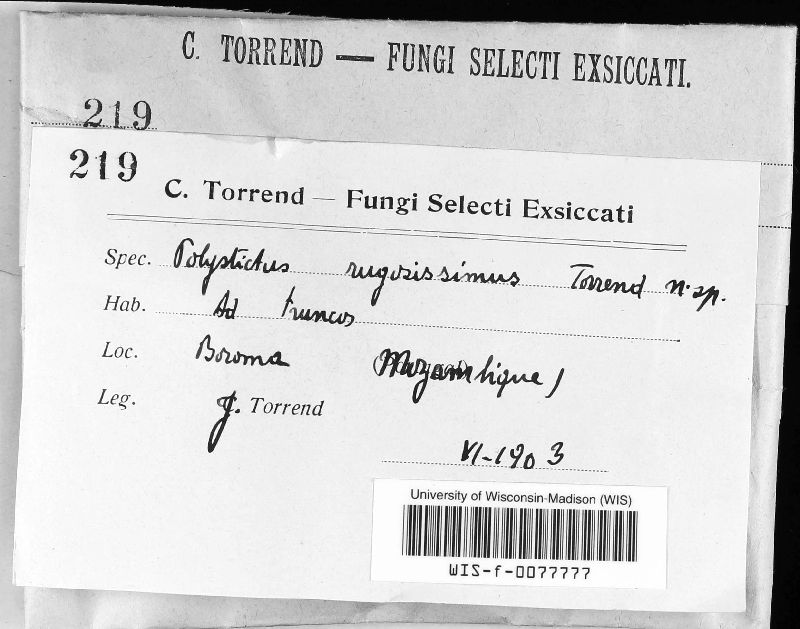 C. TORREND — FUNGI SELECTI EXSICCATI.
219
219
C. Torrend — Fungi Selecti Exsiccati
Spec. Polystictus rugosissimus Torrend n. sp.
Hab. Ad truncos
Loc. Boroma (Mozambique)
Leg. J. Torrend
VI-1903
University of Wisconsin-Madison (WIS)
WIS-f-0077777